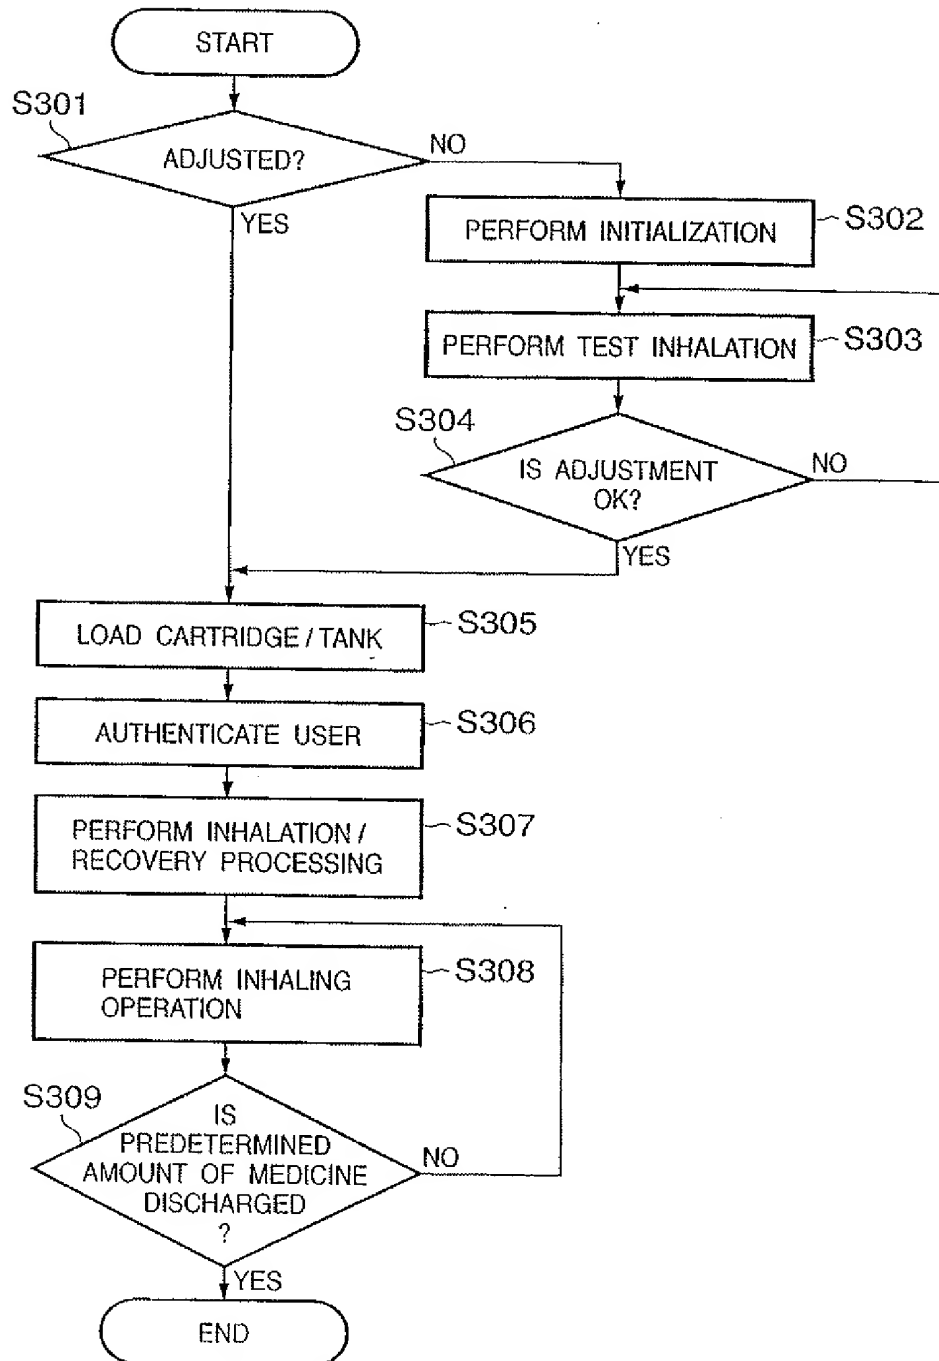 START
S301
ADJUSTED?
NO
YES
PERFORM INITIALIZATION
S302
PERFORM TEST INHALATION
S303
S304
IS ADJUSTMENT
OK?
NO
YES
LOAD CARTRIDGE / TANK
S305
AUTHENTICATE USER
S306
PERFORM INHALATION /
RECOVERY PROCESSING
S307
PERFORM INHALING
OPERATION
S308
S309
IS
PREDETERMINED
AMOUNT OF MEDICINE
DISCHARGED
?
NO
YES
END